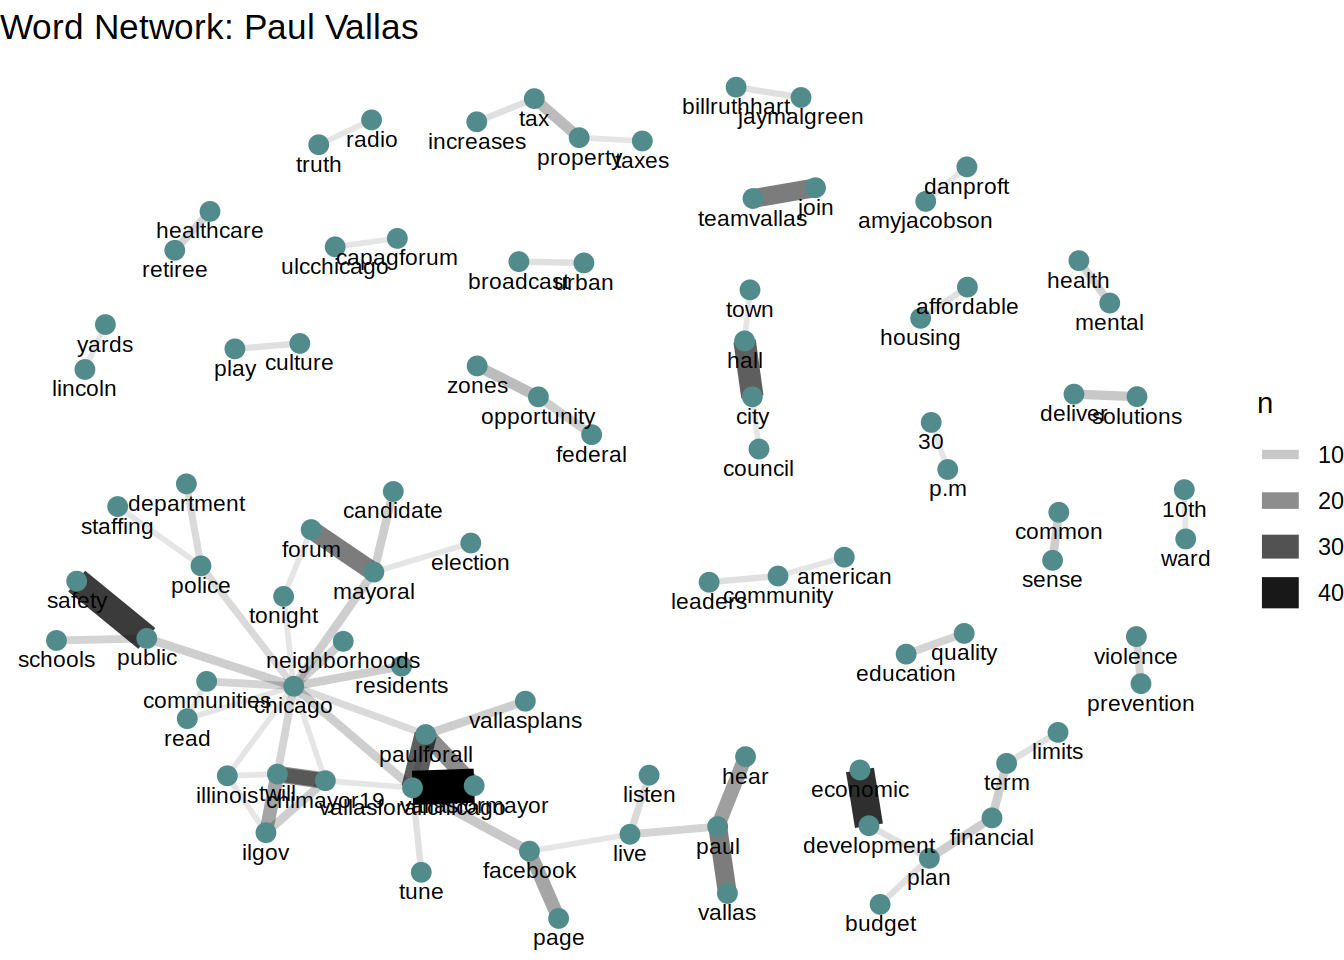 Word Network: Paul Vallas
billruthhart
jaymalgreen
tax
increases
radio
truth
property
taxes
danproft
teamvallas
join
amyjacobson
healthcare
retiree
ulcchicago
capagforum
broadcast
urban
health
mental
town
affordable
housing
yards
lincoln
play
culture
hall
zones
opportunity
federal
city
council
deliver
solutions
n
10
20
30
40
30
p.m
department
staffing
candidate
forum
election
mayoral
police
tonight
safety
schools
public
10th
ward
common
sense
american
leaders
community
neighborhoods
residents
communities
chicago
read
quality
education
violence
prevention
vallasplans
paulforall
limits
term
illinois
twill
chimayor19
vallasforallchicago
vallasformayor
ilgov
listen
hear
economic
development
financial
plan
budget
live
paul
vallas
facebook
tune
page